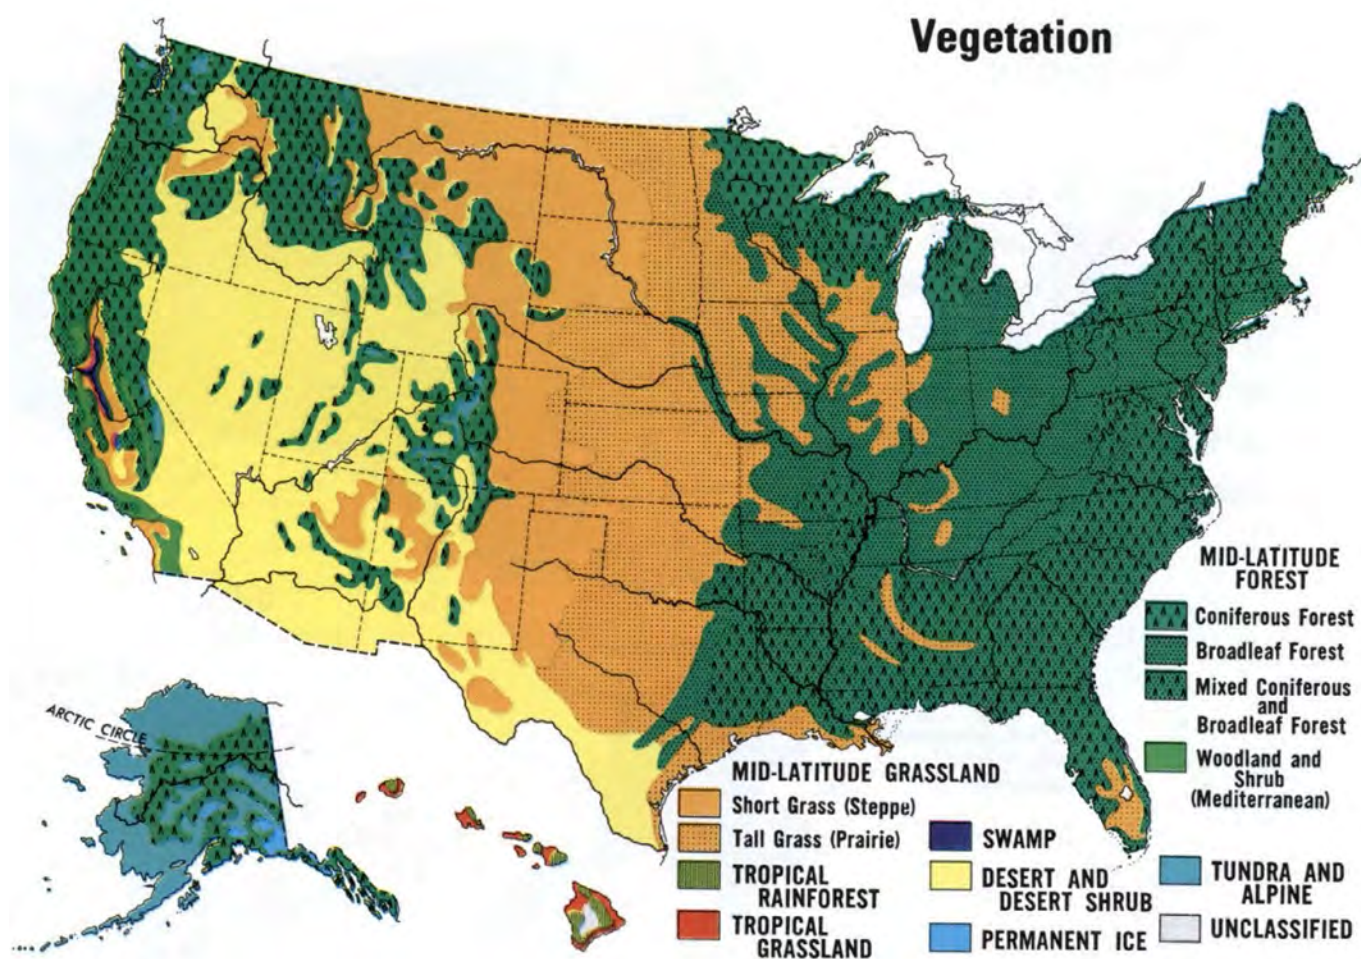 Vegetation
ARCTIC CIRCLE
MID-LATITUDE
FOREST
Coniferous Forest
Broadleaf Forest
Mixed Coniferous
and
Broadleaf Forest
Woodland and
Shrub
(Mediterranean)
MID-LATITUDE GRASSLAND
Short Grass (Steppe)
Tall Grass (Prairie)
TROPICAL
RAINFOREST
TROPICAL
GRASSLAND
SWAMP
DESERT AND
DESERT SHRUB
PERMANENT ICE
TUNDRA AND
ALPINE
UNCLASSIFIED